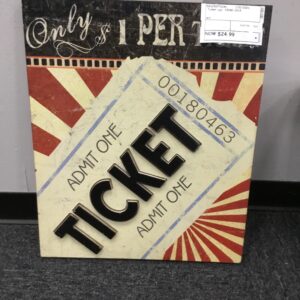 Only $1 PER
NOW $24.99
00180463
ADMIT ONE
TICKET
ADMIT ONE